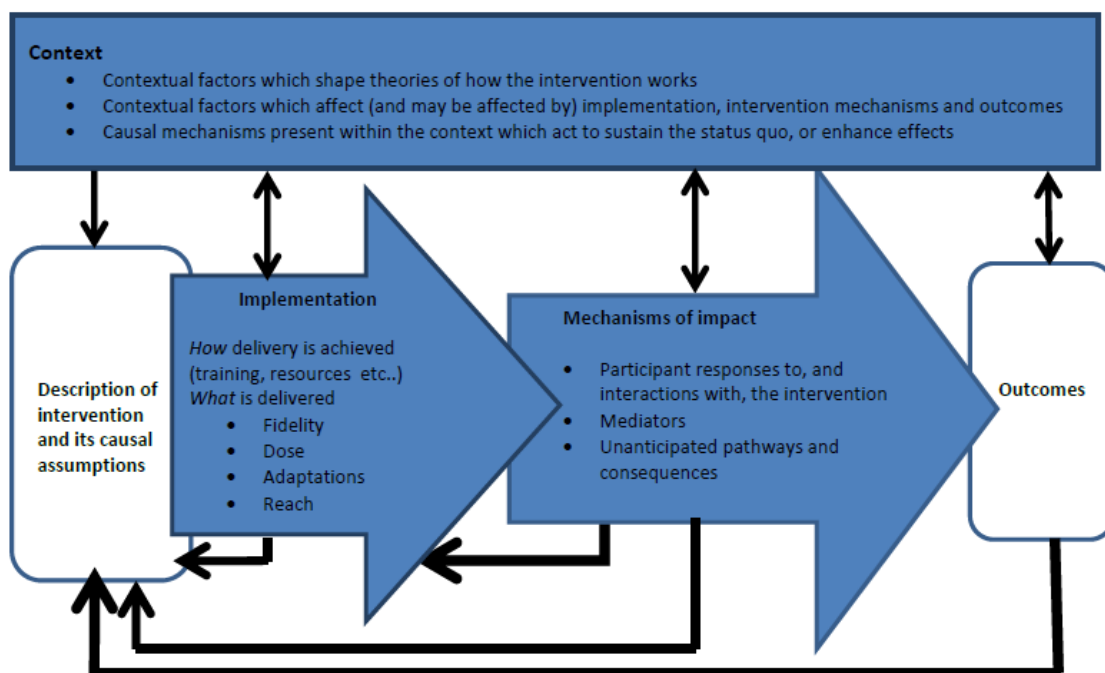 Context
• Contextual factors which shape theories of how the intervention works
• Contextual factors which affect (and may be affected by) implementation, intervention mechanisms and outcomes
• Causal mechanisms present within the context which act to sustain the status quo, or enhance effects
Description of
intervention
and its causal
assumptions
Implementation
How delivery is achieved
(training, resources etc..)
What is delivered
• Fidelity
• Dose
• Adaptations
• Reach
Mechanisms of impact
• Participant responses to, and
interactions with, the intervention
• Mediators
• Unanticipated pathways and
consequences
Outcomes